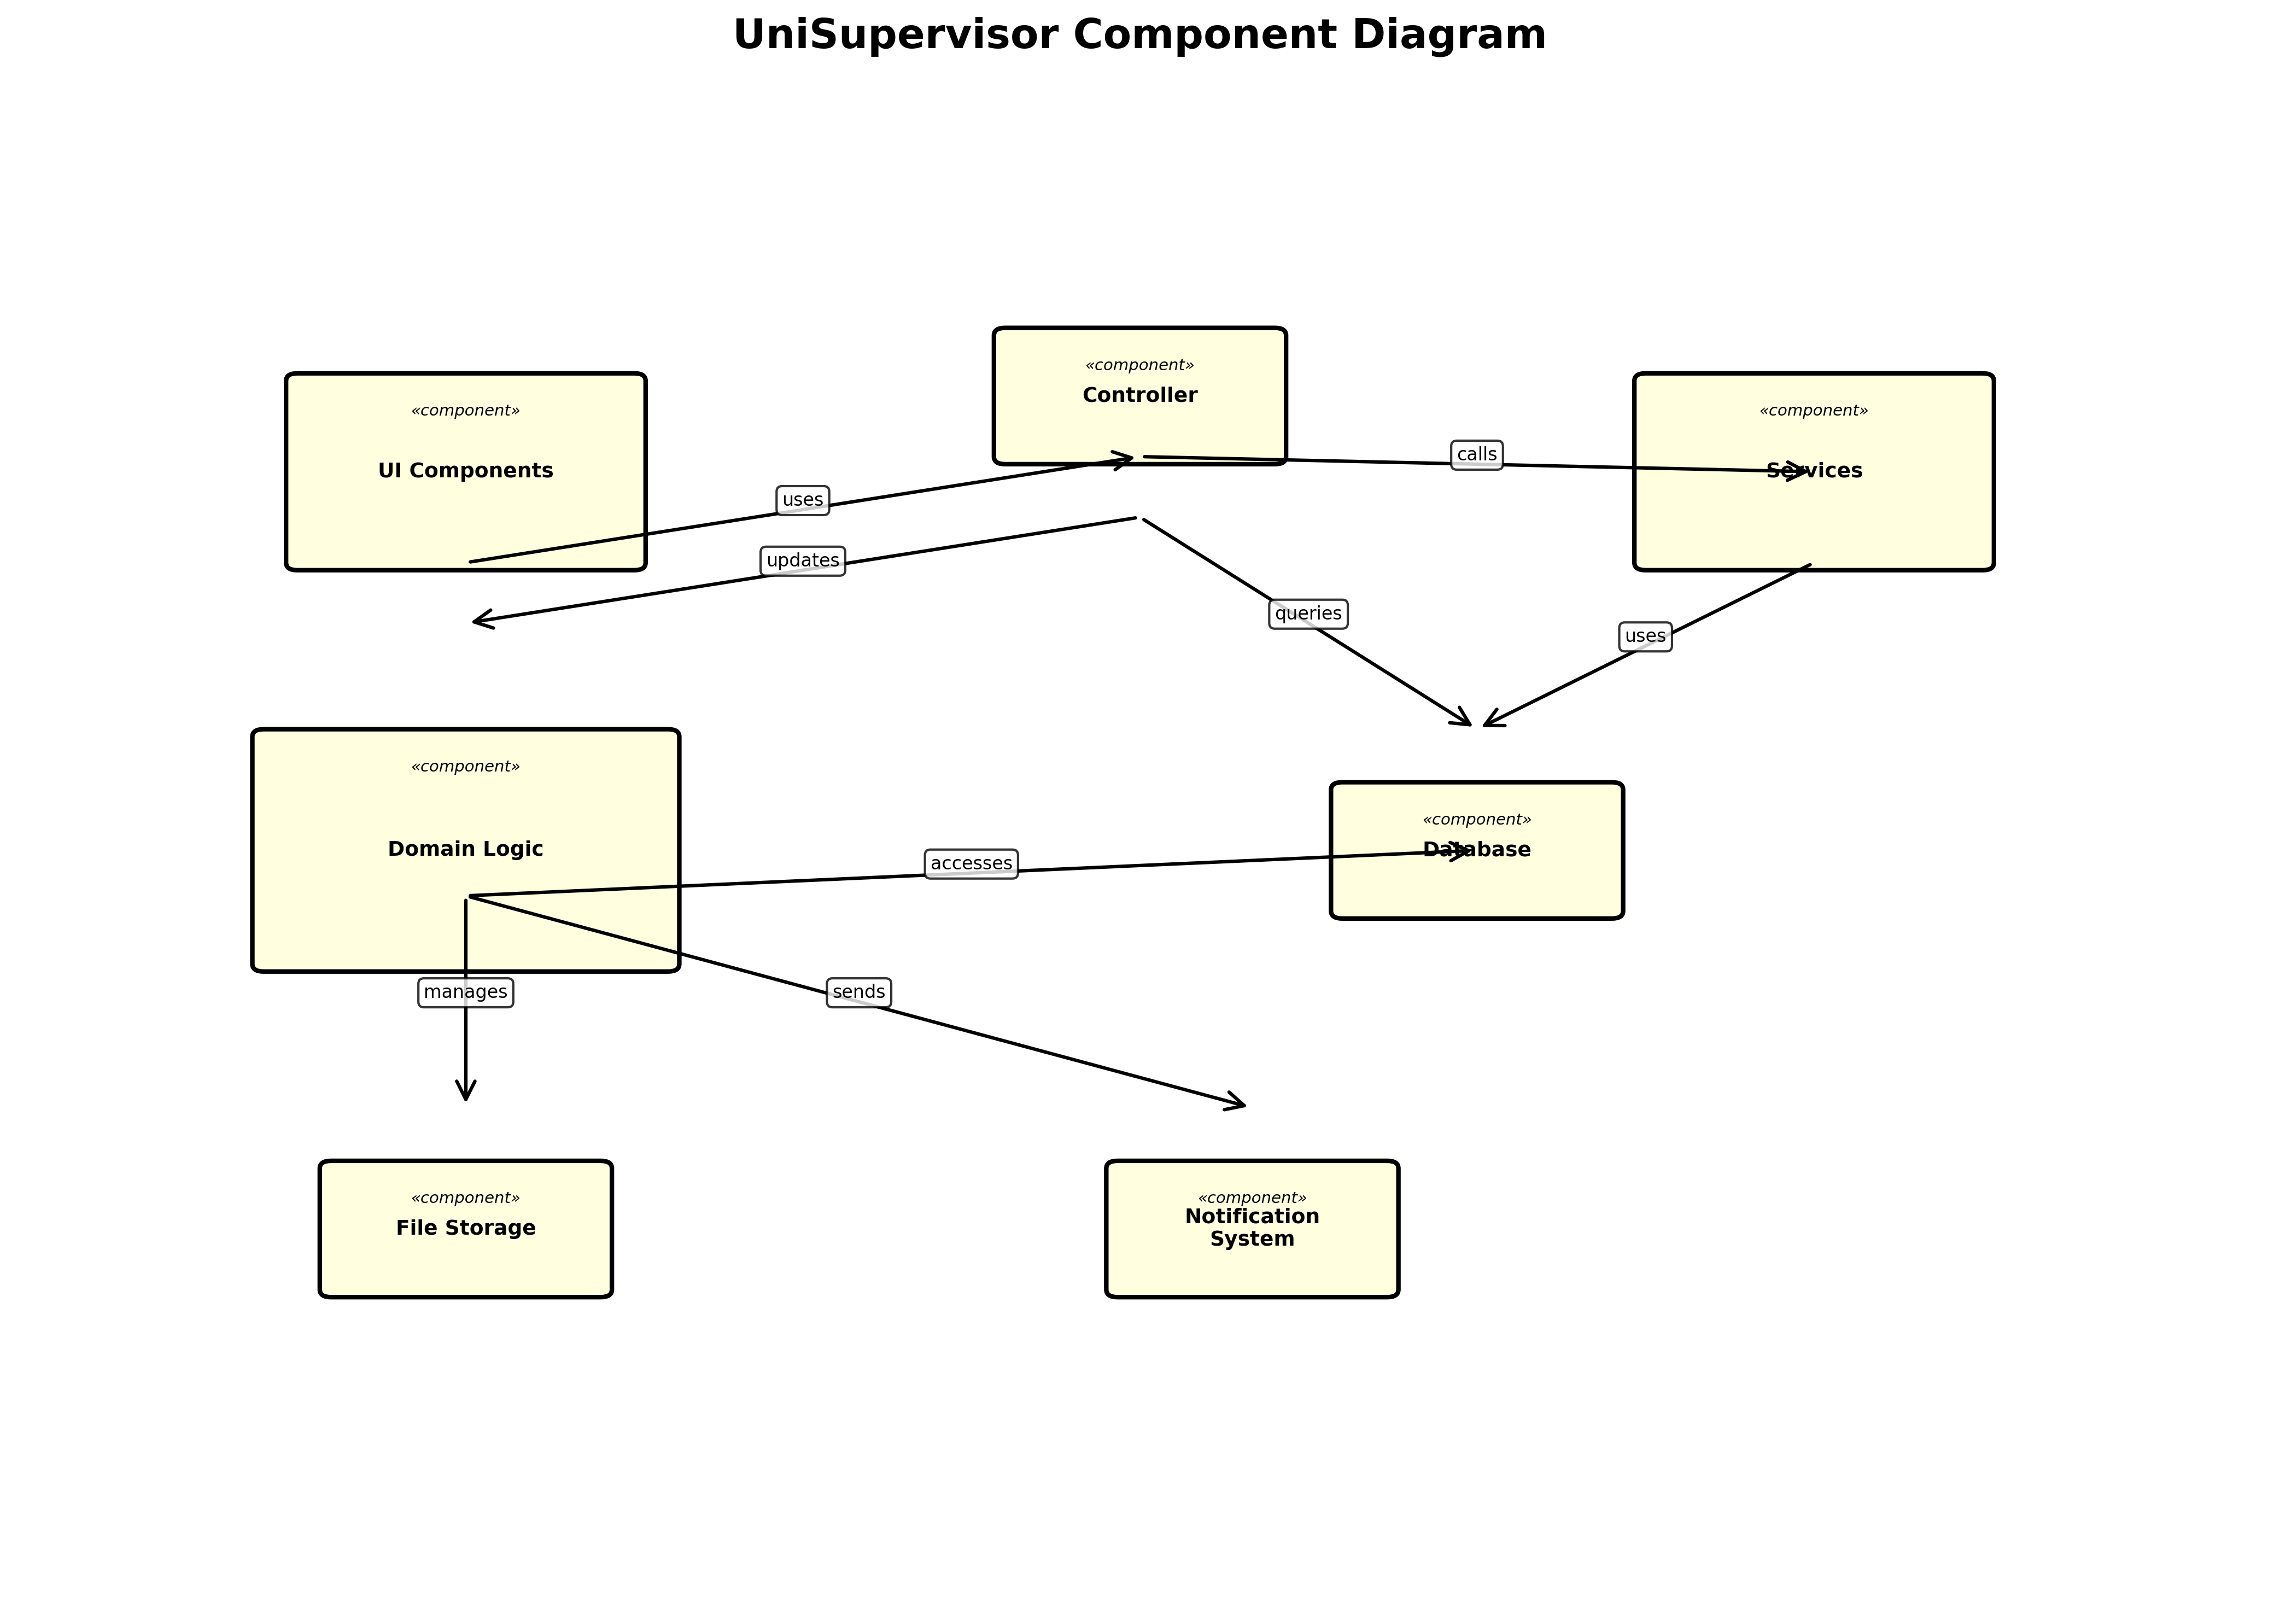 UniSupervisor Component Diagram
«component»
Controller
«component»
UI Components
«component»
Services
calls
uses
updates
queries
uses
«component»
Domain Logic
«component»
Database
accesses
manages
sends
«component»
File Storage
«component»
Notification
System